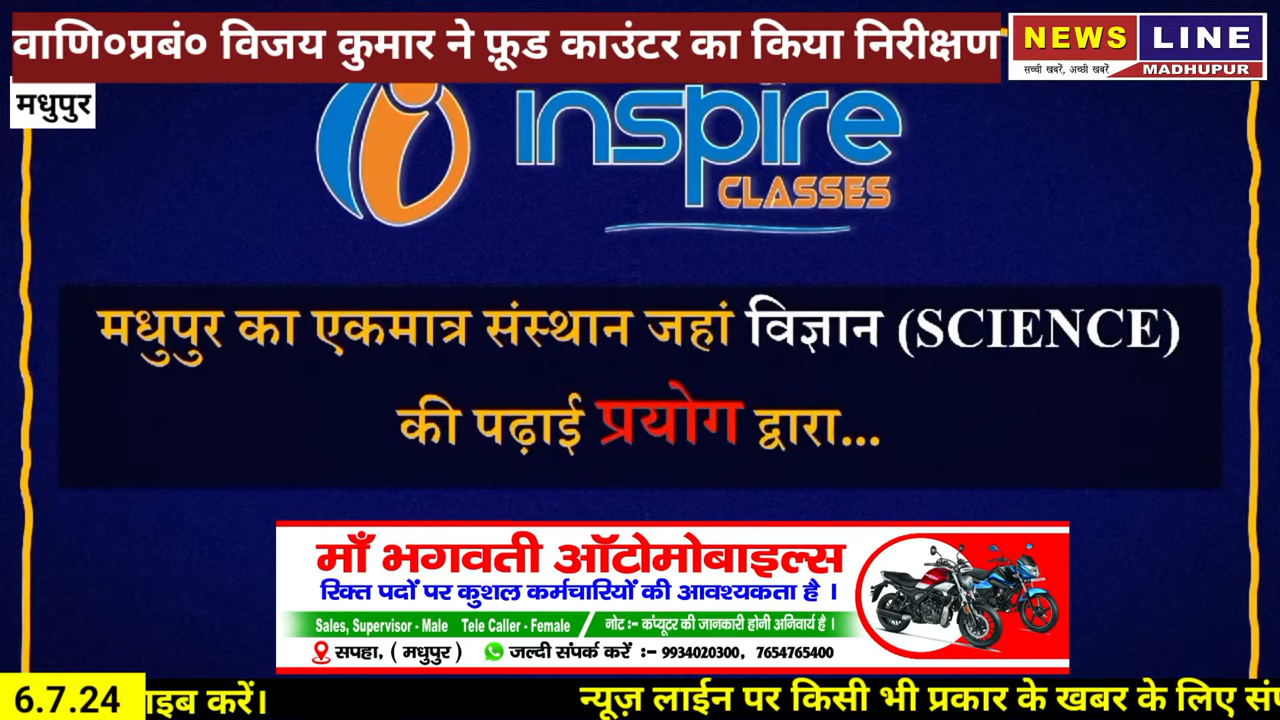 वाणि०प्रबं० विजय कुमार ने फ़ूड काउंटर का किया निरीक्षण
NEWS LINE
सच्ची खबरें, अच्छी खबरें MADHUPUR
मधुपुर
inspire
CLASSES
मधुपुर का एकमात्र संस्थान जहां विज्ञान (SCIENCE)
की पढ़ाई प्रयोग द्वारा...
माँ भगवती ऑटोमोबाइल्स
रिक्त पदों पर कुशल कर्मचारियों की आवश्यकता है ।
Sales, Supervisor - Male Tele Caller - Female / नोट :- कंप्यूटर की जानकारी होनी अनिवार्य है ।
सपहा, ( मधुपुर ) जल्दी संपर्क करें :- 9934020300, 7654765400
6.7.24 इब करें। न्यूज़ लाईन पर किसी भी प्रकार के खबर के लिए